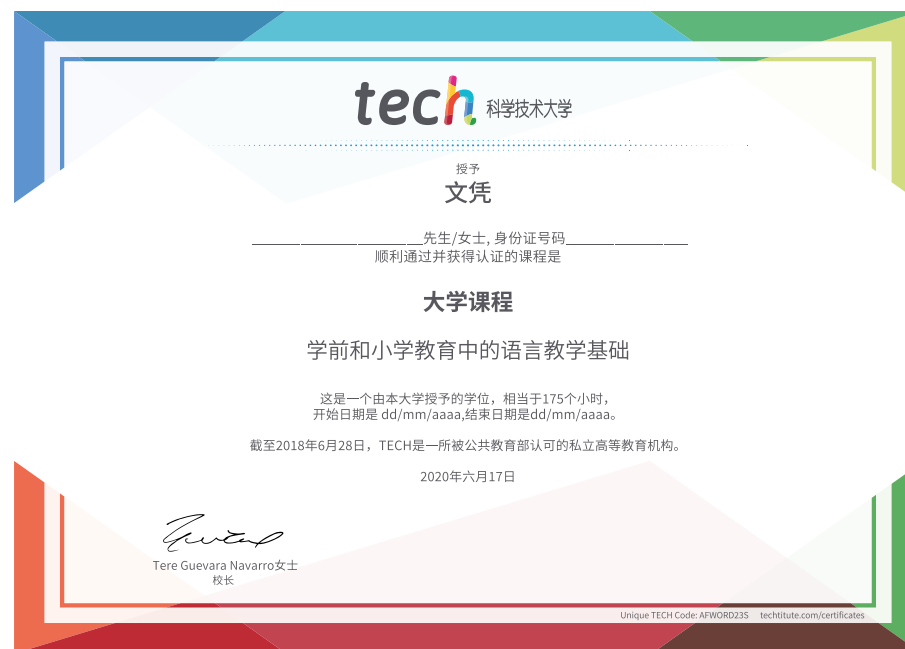 tech 科学技术大学
授予
文凭
______________________先生/女士, 身份证号码________________
顺利通过并获得认证的课程是
大学课程
学前和小学教育中的语言教学基础
这是一个由本大学授予的学位，相当于175个小时，
开始日期是 dd/mm/aaaa,结束日期是dd/mm/aaaa。
截至2018年6月28日，TECH是一所被公共教育部认可的私立高等教育机构。
2020年六月17日
Tere Guevara Navarro女士
校长
Unique TECH Code: AFWORD23S techtitute.com/certificates